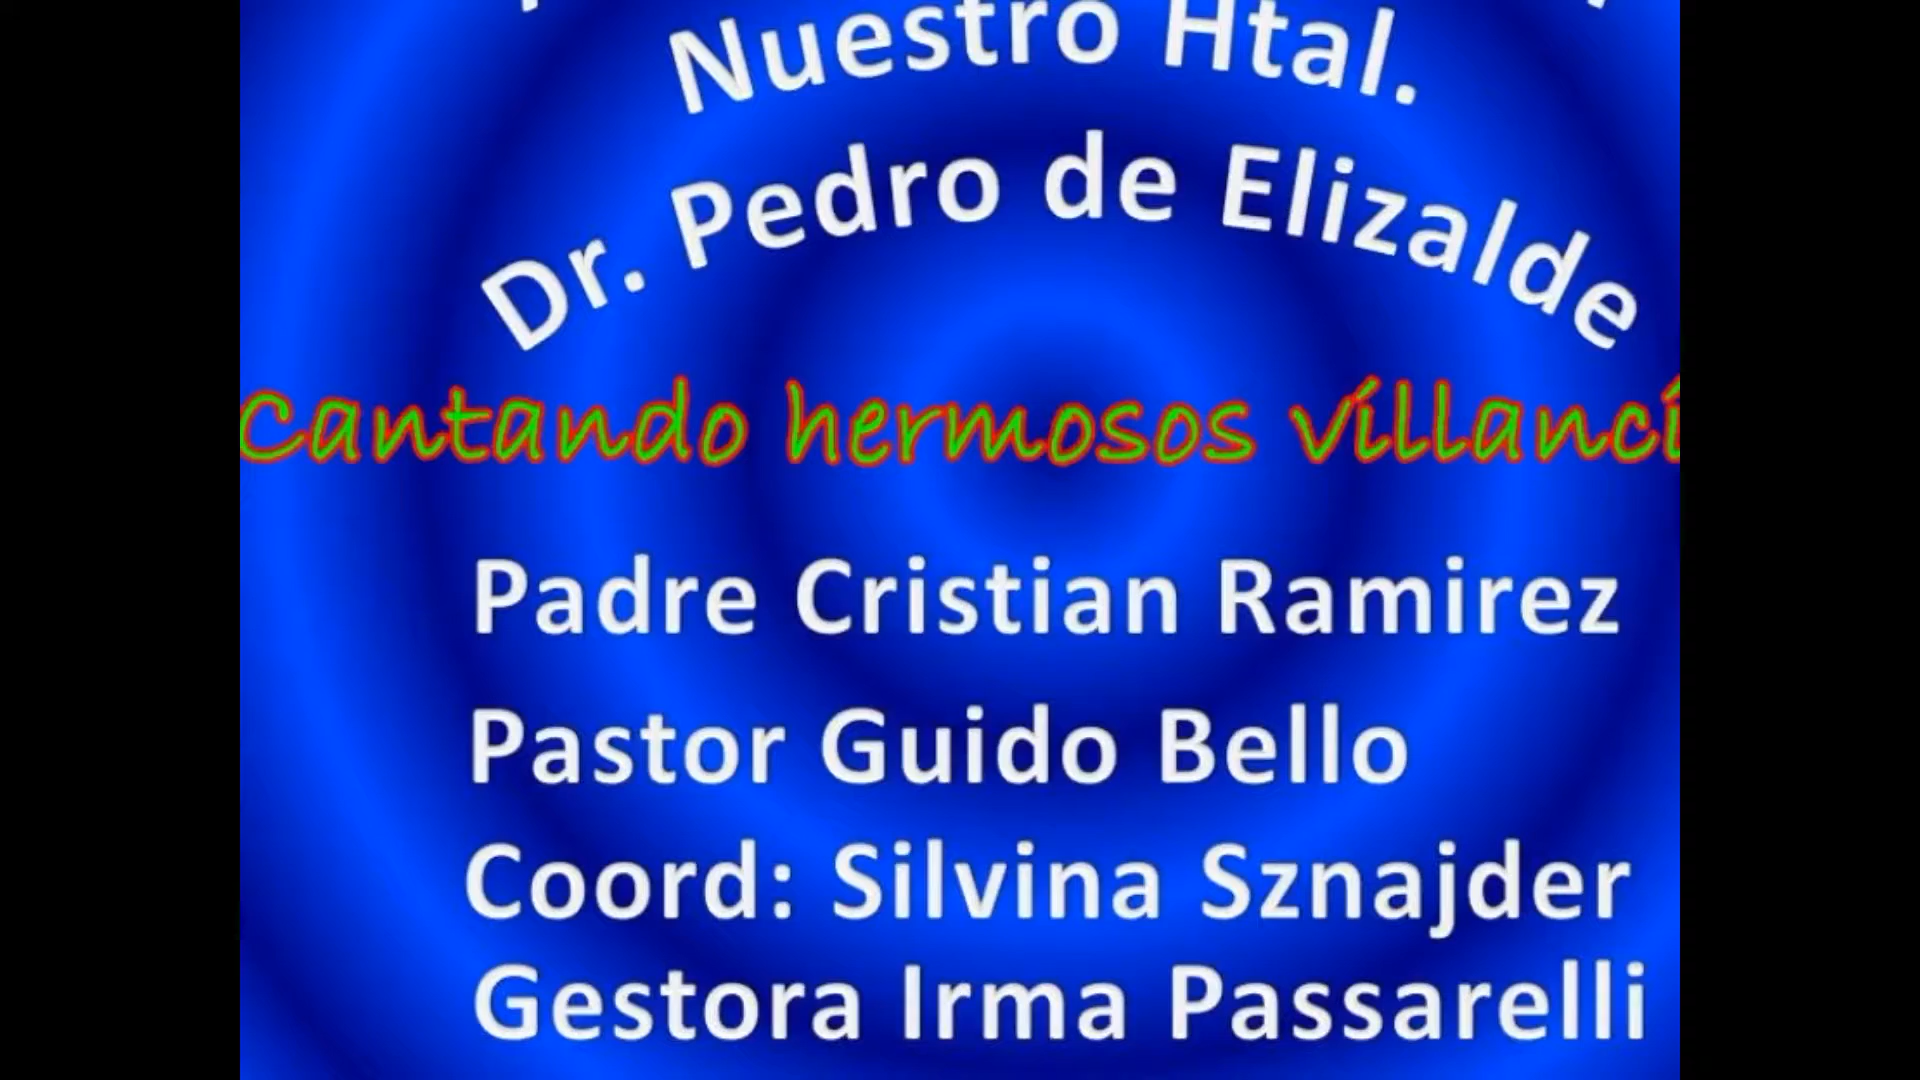 Nuestro Htal.
Dr. Pedro de Elizalde
Cantando hermosos villanci
Padre Cristian Ramirez
Pastor Guido Bello
Coord: Silvina Sznajder
Gestora Irma Passarelli